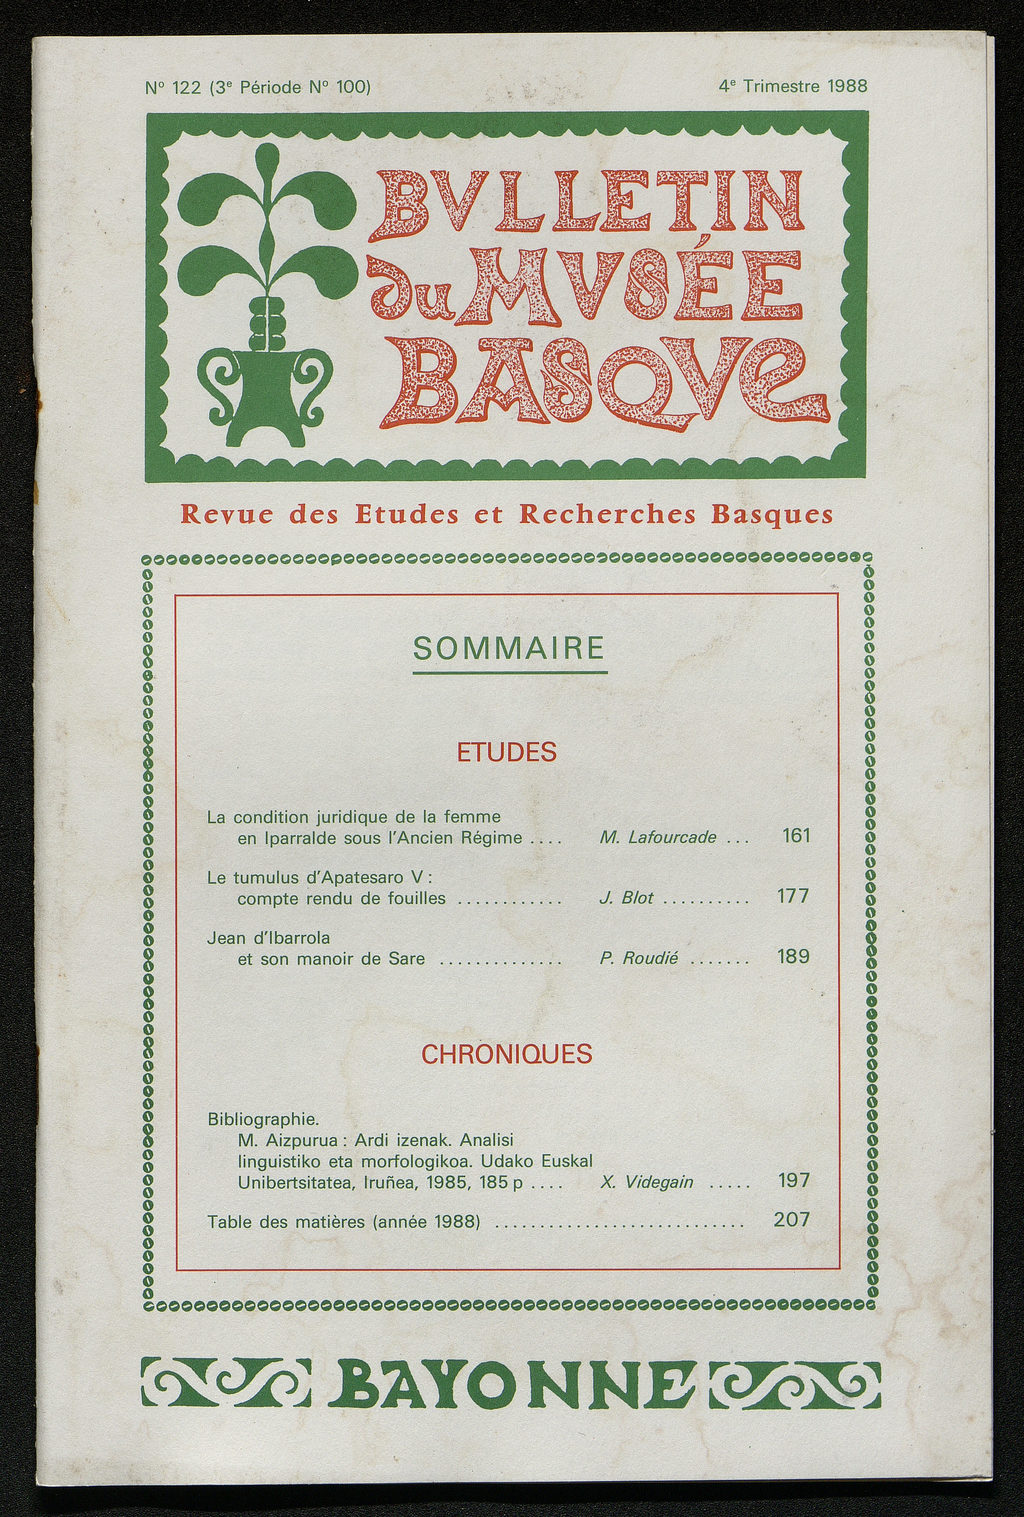 Nº 122 (3ᵉ Période Nº 100)
4ᵉ Trimestre 1988
BVLLETIN
du MVSÉE
BASQVe
Revue des Etudes et Recherches Basques
SOMMAIRE
ETUDES
La condition juridique de la femme
en Iparralde sous l'Ancien Régime .... M. Lafourcade ... 161
Le tumulus d'Apatesaro V :
compte rendu de fouilles ............ J. Blot .......... 177
Jean d'Ibarrola
et son manoir de Sare .............. P. Roudié ....... 189
CHRONIQUES
Bibliographie.
M. Aizpurua : Ardi izenak. Analisi
linguistiko eta morfologikoa. Udako Euskal
Unibertsitatea, Iruñea, 1985, 185 p .... X. Videgain ..... 197
Table des matières (année 1988) ............................ 207
BAYONNE